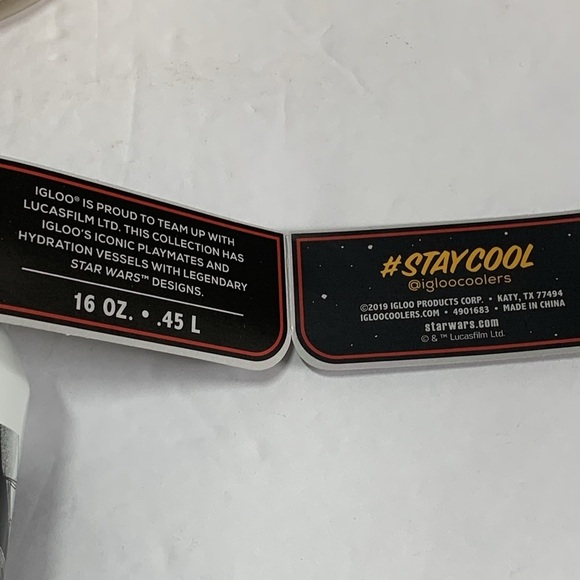 IGLOO® IS PROUD TO TEAM UP WITH
LUCASFILM LTD. THIS COLLECTION HAS
IGLOO'S ICONIC PLAYMATES AND
HYDRATION VESSELS WITH LEGENDARY
STAR WARS™ DESIGNS.
16 OZ. • .45 L
#STAYCOOL
@igloocoolers
©2019 IGLOO PRODUCTS CORP. • KATY, TX 77494
IGLOOCOOLERS.COM • 4901683 • MADE IN CHINA
starwars.com
© & ™ Lucasfilm Ltd.